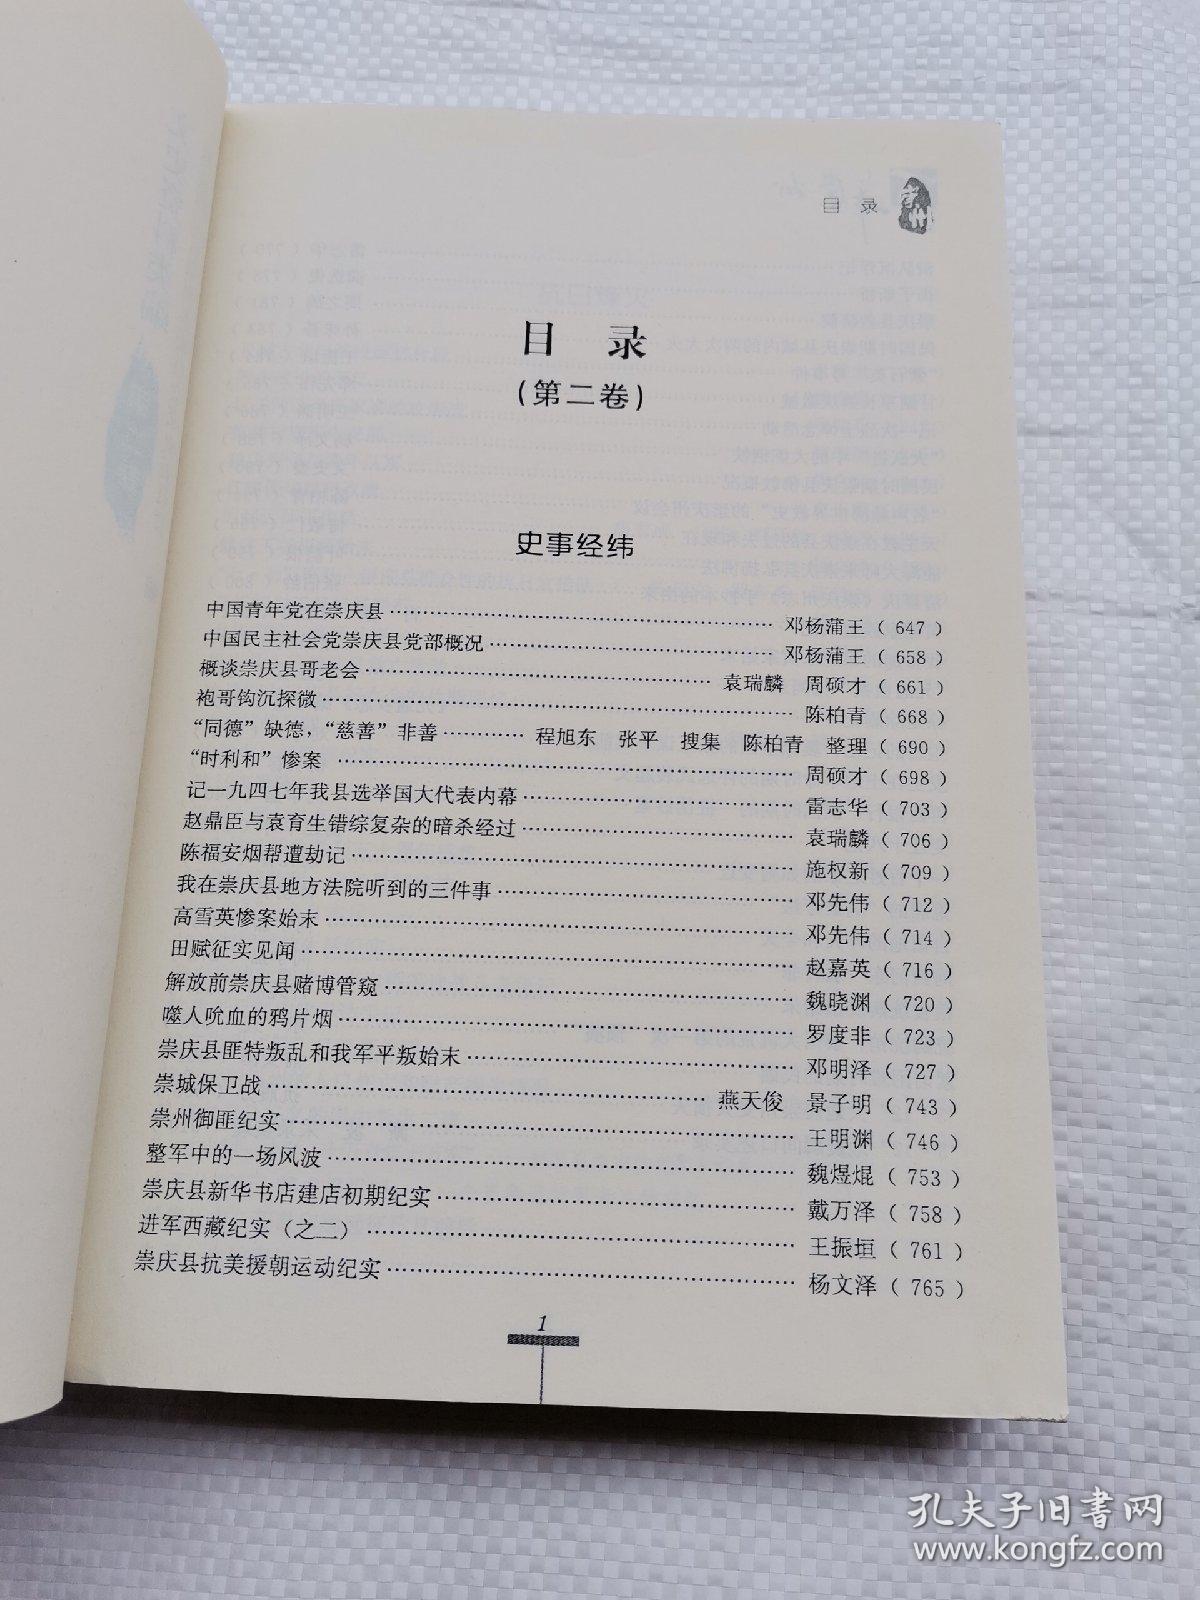 目 录
目 录
(第二卷)
史事经纬
中国青年党在崇庆县……邓杨蒲王(647)
中国民主社会党崇庆县党部概况……邓杨蒲王(658)
概谈崇庆县哥老会……袁瑞麟 周硕才(661)
袍哥钩沉探微……陈柏青(668)
“同德”缺德,“慈善”非善……程旭东 张平 搜集 陈柏青 整理(690)
“时利和”惨案……周硕才(698)
记一九四七年我县选举国大代表内幕……雷志华(703)
赵鼎臣与袁育生错综复杂的暗杀经过……袁瑞麟(706)
陈福安烟帮遭劫记……施权新(709)
我在崇庆县地方法院听到的三件事……邓先伟(712)
高雪英惨案始末……邓先伟(714)
田赋征实见闻……赵嘉英(716)
解放前崇庆县赌博管窥……魏晓渊(720)
噬人吮血的鸦片烟……罗度非(723)
崇庆县匪特叛乱和我军平叛始末……邓明泽(727)
崇城保卫战……燕天俊 景子明(743)
崇州御匪纪实……王明渊(746)
整军中的一场风波……魏煜焜(753)
崇庆县新华书店建店初期纪实……戴万泽(758)
进军西藏纪实(之二)……王振垣(761)
崇庆县抗美援朝运动纪实……杨文泽(765)
1
孔夫子旧书网
www.kongfz.com